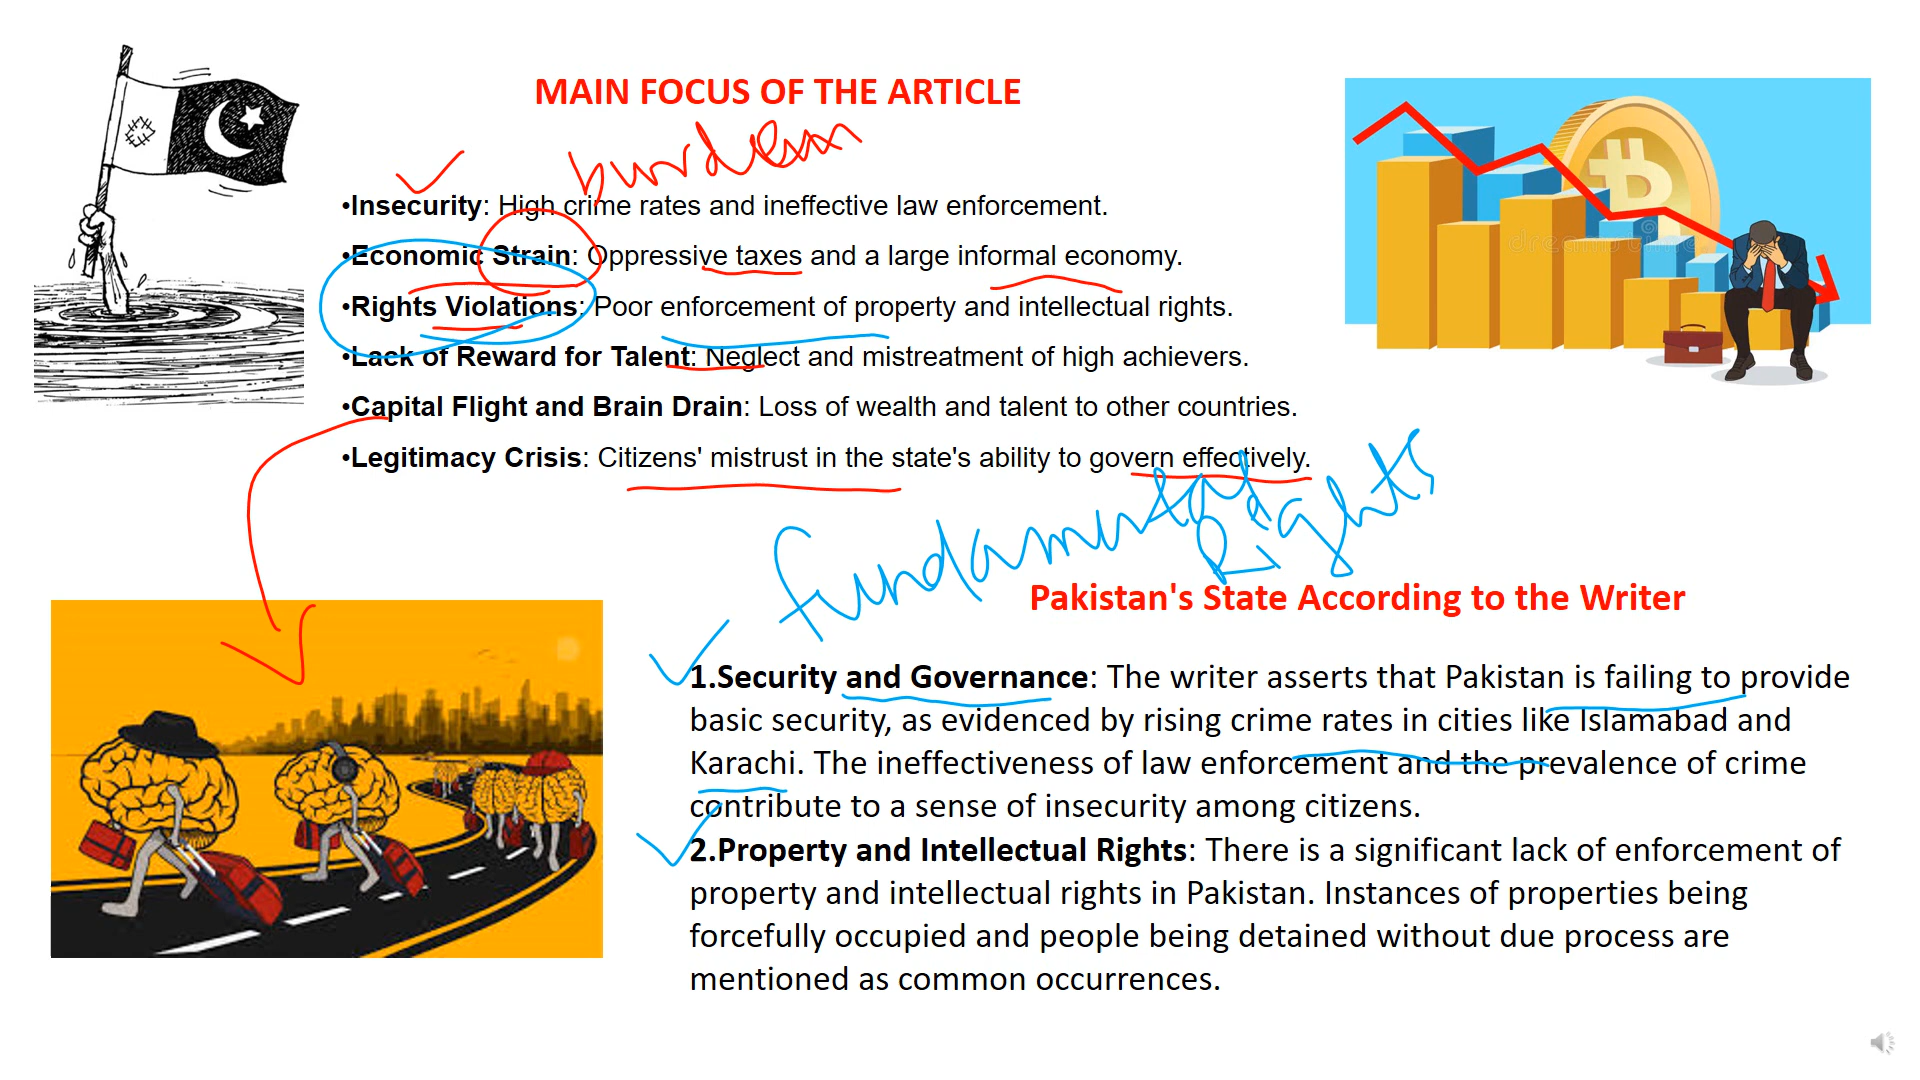 MAIN FOCUS OF THE ARTICLE
burden
•Insecurity: High crime rates and ineffective law enforcement.
•Economic Strain: Oppressive taxes and a large informal economy.
•Rights Violations: Poor enforcement of property and intellectual rights.
•Lack of Reward for Talent: Neglect and mistreatment of high achievers.
•Capital Flight and Brain Drain: Loss of wealth and talent to other countries.
•Legitimacy Crisis: Citizens' mistrust in the state's ability to govern effectively.
fundamental Rights
Pakistan's State According to the Writer
1.Security and Governance: The writer asserts that Pakistan is failing to provide
basic security, as evidenced by rising crime rates in cities like Islamabad and
Karachi. The ineffectiveness of law enforcement and the prevalence of crime
contribute to a sense of insecurity among citizens.
2.Property and Intellectual Rights: There is a significant lack of enforcement of
property and intellectual rights in Pakistan. Instances of properties being
forcefully occupied and people being detained without due process are
mentioned as common occurrences.